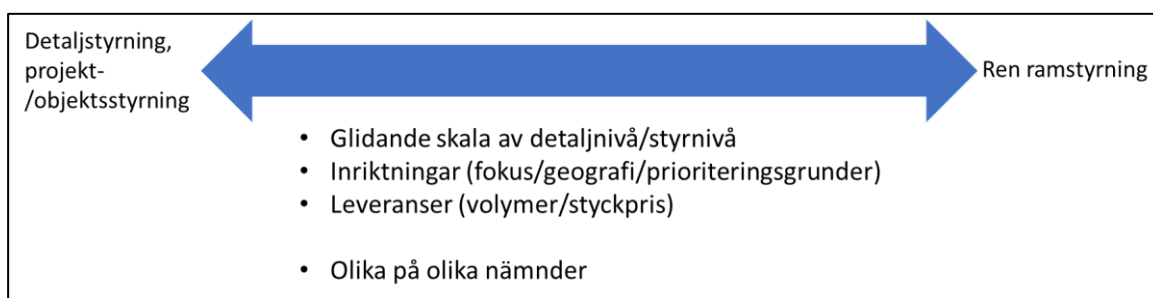 Detaljstyrning,
projekt-
/objektsstyrning
Ren ramstyrning
• Glidande skala av detaljnivå/styrnivå
• Inriktningar (fokus/geografi/prioriteringsgrunder)
• Leveranser (volymer/styckpris)
• Olika på olika nämnder